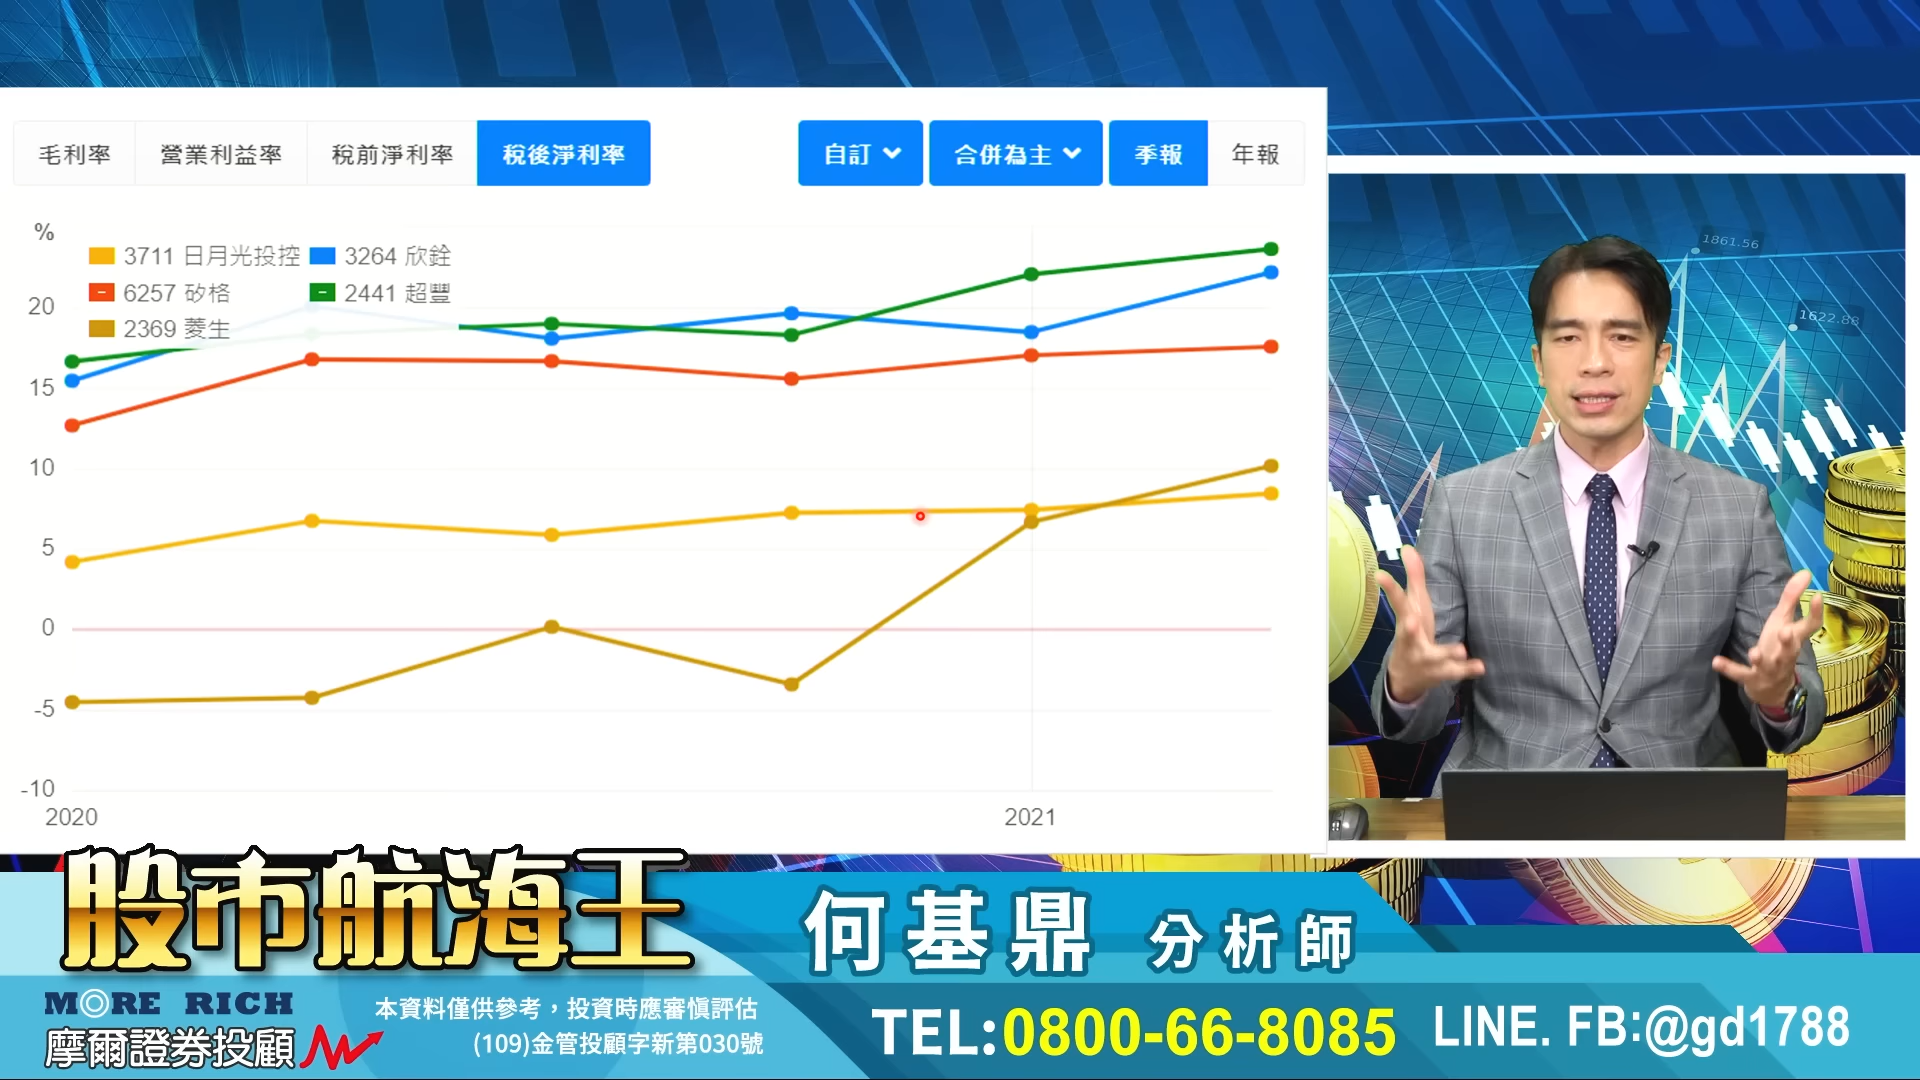 毛利率 營業利益率 稅前淨利率 稅後淨利率 自訂 合併為主 季報 年報
%
3711 日月光投控 3264 欣銓
6257 矽格 2441 超豐
2369 菱生
20
15
10
5
0
-5
-10
2020 2021
1861.56
1622.88
股市航海王
何基鼎 分析師
MORE RICH
摩爾證券投顧
本資料僅供參考，投資時應審慎評估
(109)金管投顧字新第030號
TEL:0800-66-8085
LINE. FB:@gd1788